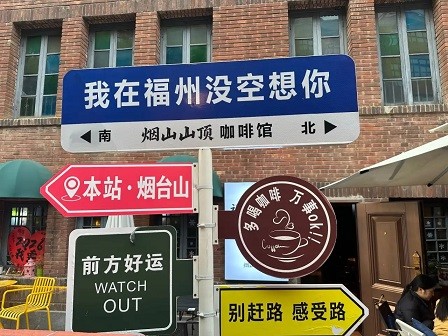 我在福州没空想你
◀南 烟山山顶 咖啡馆 北▶
本站·烟台山
多喝咖啡 万事ok!!
前方好运
WATCH
OUT
别赶路 感受路